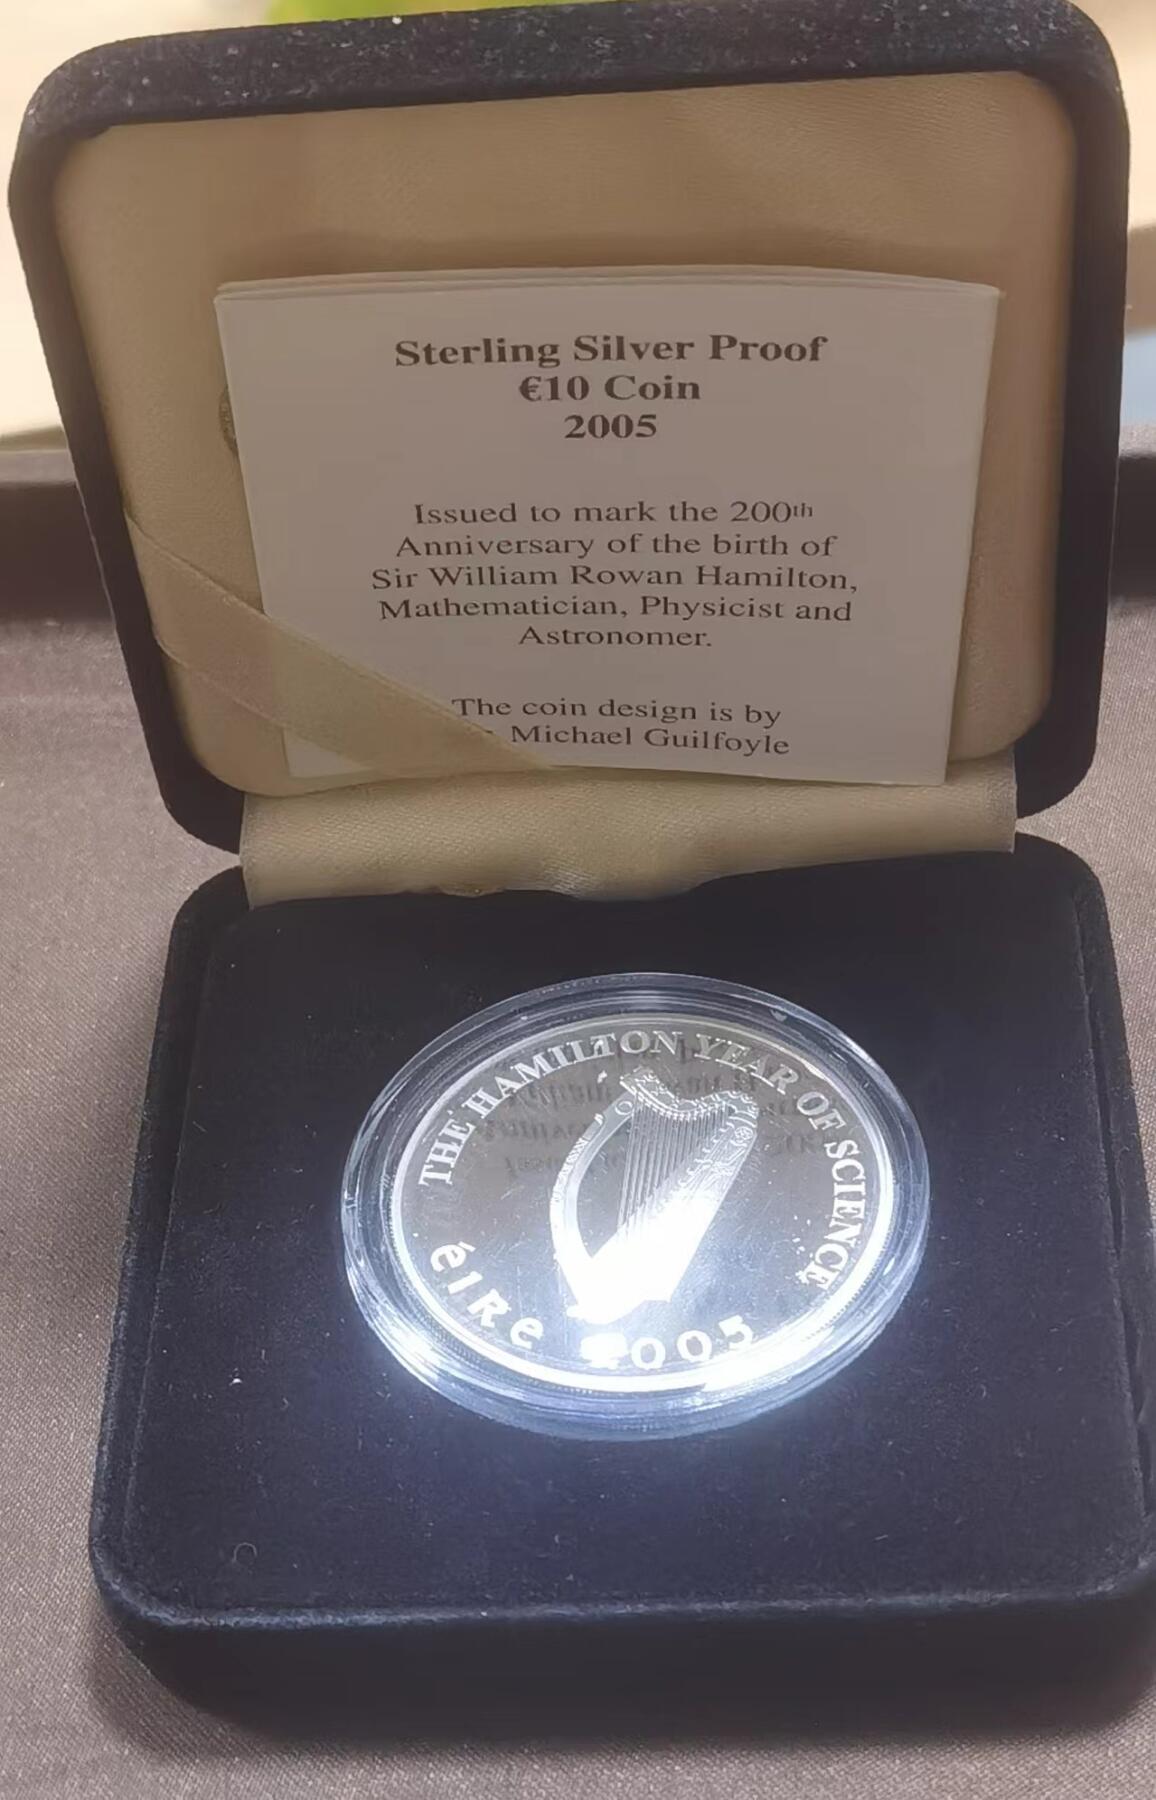 Sterling Silver Proof
€10 Coin
2005
Issued to mark the 200th
Anniversary of the birth of
Sir William Rowan Hamilton,
Mathematician, Physicist and
Astronomer.
The coin design is by
Michael Guilfoyle
THE HAMILTON YEAR OF SCIENCE
éIRe 2005